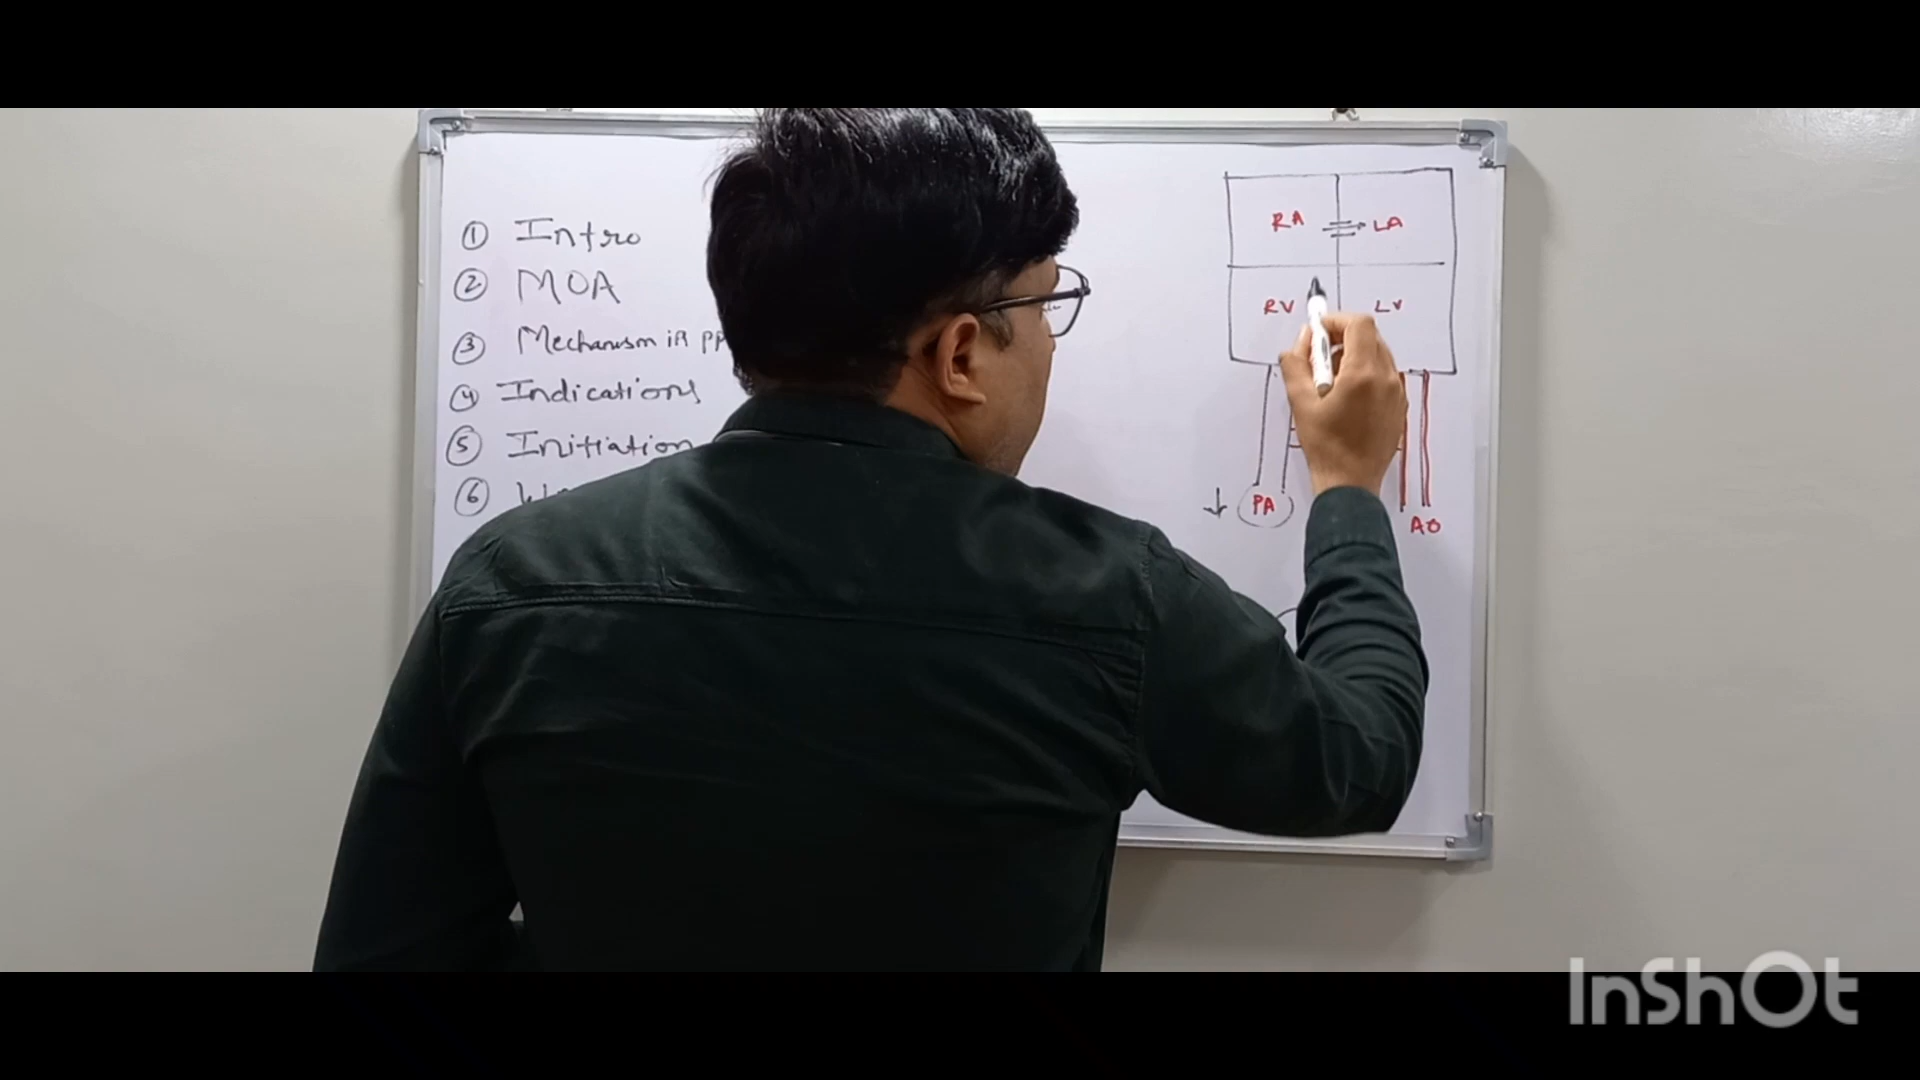 ① Intro
② MOA
③ Mechanism in PP
④ Indications
⑤ Initiation
⑥
RA LA
RV LV
↓ PA
AO
InShOt